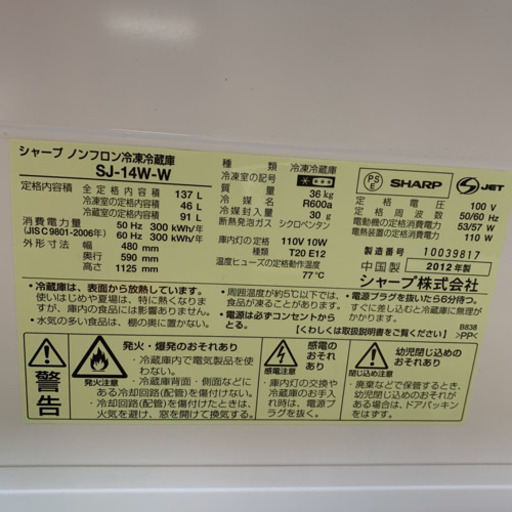 シャープ ノンフロン冷凍冷蔵庫
SJ-14W-W
定格内容積 全定格内容積 137 L
冷凍室の定格内容積 46 L
冷蔵室の定格内容積 91 L
消費電力量 50 Hz 300 kWh/年
(JIS C 9801-2006年) 60 Hz 300 kWh/年
外形寸法 幅 480 mm
奥行 590 mm
高さ 1125 mm
種類 冷凍冷蔵庫
冷凍室の記号
質量 36 kg
冷媒 R600a
冷媒封入量 30 g
断熱発泡ガス シクロペンタン
庫内灯の定格 110V 10W
T20 E12
温度ヒューズの定格動作温度
77℃
PSE SHARP JET
定格電圧 100 V
定格周波数 50/60 Hz
電動機の定格消費電力 53/57 W
電熱装置の定格消費電力 110 W
製造番号 10039817
中国製 2012年製
シャープ株式会社
・冷蔵庫は、表面から放熱しています。
使いはじめや夏場は、特に熱く感じますが、庫内の食品には影響ありません。
・水気の多い食品は、棚の奥に置かない。
・周囲温度が約5℃以下では、庫内が冷えないことがあります。
・電源は必ずコンセントからとる。
・電源プラグを抜いたら6分待つ。
すぐに差し込むと冷蔵庫に無理がかかります。
【くわしくは取扱説明書をご覧ください】
B838
>PP<
警告
発火・爆発のおそれあり
発火注意
・冷蔵庫内で電気製品を使わない。
・冷蔵庫背面・側面などにある冷却回路(配管)を傷付けない。
・冷却回路(配管)を傷付けたときは、火気を避け、窓を開けて換気する。
感電のおそれあり
感電注意
・庫内灯の交換や冷蔵庫のお手入れ時は、電源プラグを抜く。
幼児閉じ込めのおそれあり
閉じ込め注意
・廃棄などで保管するとき、幼児閉じ込めのおそれがある場合は、ドアパッキンをはずす。